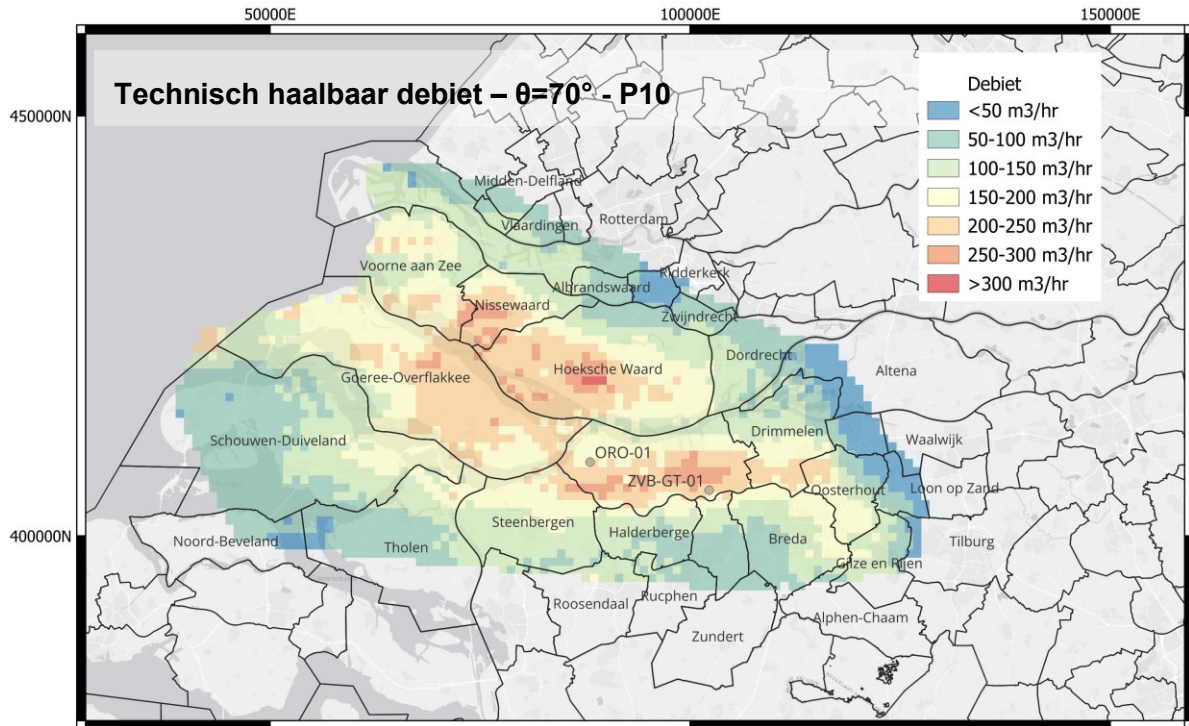 50000E
100000E
150000E
450000N
400000N
Technisch haalbaar debiet – θ=70° - P10
Debiet
<50 m3/hr
50-100 m3/hr
100-150 m3/hr
150-200 m3/hr
200-250 m3/hr
250-300 m3/hr
>300 m3/hr
Midden-Delfland
Vlaardingen
Rotterdam
Voorne aan Zee
Ridderkerk
Albrandswaard
Nissewaard
Zwijndrecht
Dordrecht
Hoeksche Waard
Altena
Goeree-Overflakkee
Schouwen-Duiveland
Drimmelen
Waalwijk
ORO-01
ZVB-GT-01
Oosterhout
Loon op Zand
Steenbergen
Halderberge
Breda
Noord-Beveland
Tholen
Tilburg
Gilze en Rijen
Roosendaal
Rucphen
Alphen-Chaam
Zundert